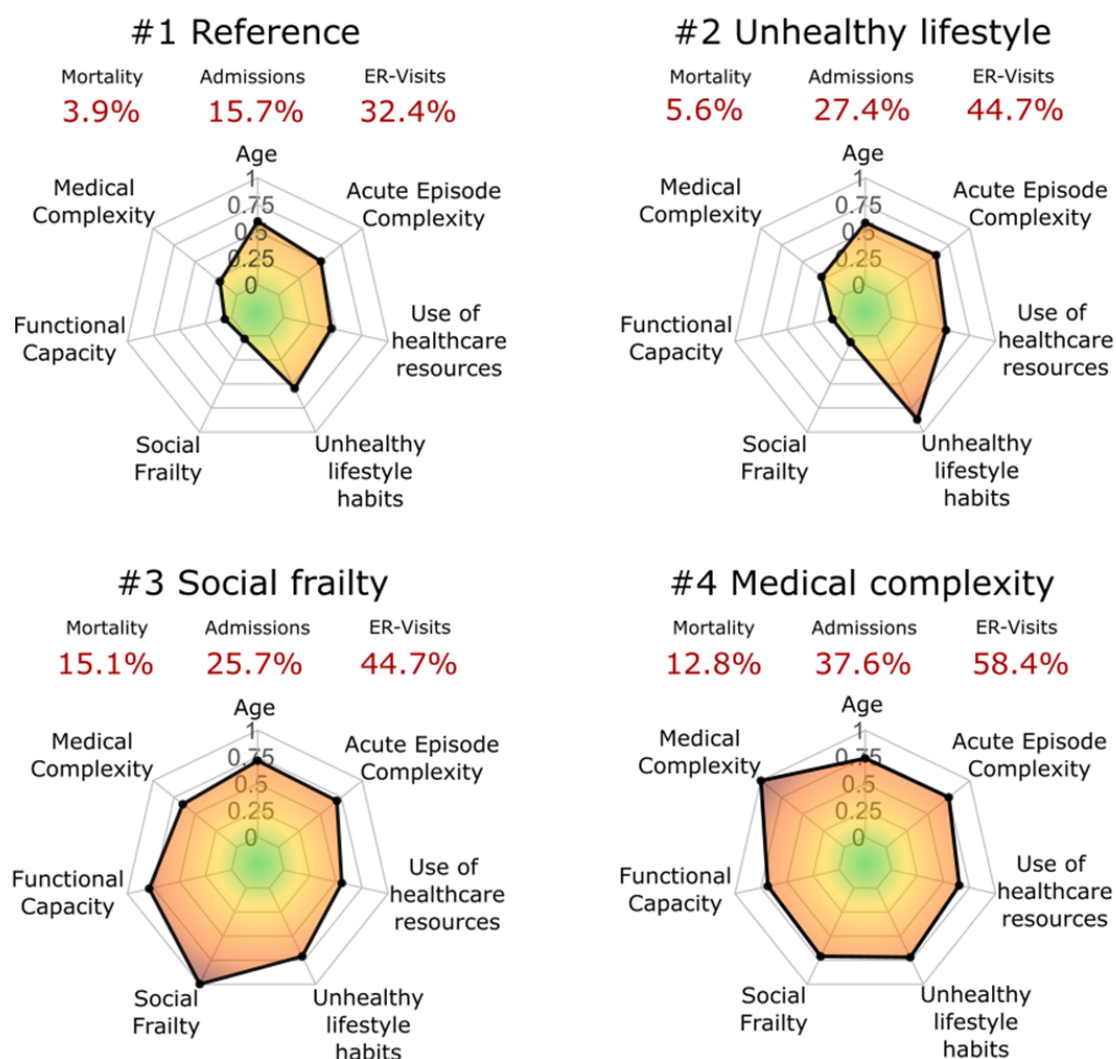 #1 Reference
Mortality Admissions ER-Visits
3.9% 15.7% 32.4%
Age
1
0.75
0.5
0.25
0
Medical
Complexity
Acute Episode
Complexity
Functional
Capacity
Use of
healthcare
resources
Social
Frailty
Unhealthy
lifestyle
habits
#2 Unhealthy lifestyle
Mortality Admissions ER-Visits
5.6% 27.4% 44.7%
Age
1
0.75
0.5
0.25
0
Medical
Complexity
Acute Episode
Complexity
Functional
Capacity
Use of
healthcare
resources
Social
Frailty
Unhealthy
lifestyle
habits
#3 Social frailty
Mortality Admissions ER-Visits
15.1% 25.7% 44.7%
Age
1
0.75
0.5
0.25
0
Medical
Complexity
Acute Episode
Complexity
Functional
Capacity
Use of
healthcare
resources
Social
Frailty
Unhealthy
lifestyle
habits
#4 Medical complexity
Mortality Admissions ER-Visits
12.8% 37.6% 58.4%
Age
1
0.75
0.5
0.25
0
Medical
Complexity
Acute Episode
Complexity
Functional
Capacity
Use of
healthcare
resources
Social
Frailty
Unhealthy
lifestyle
habits